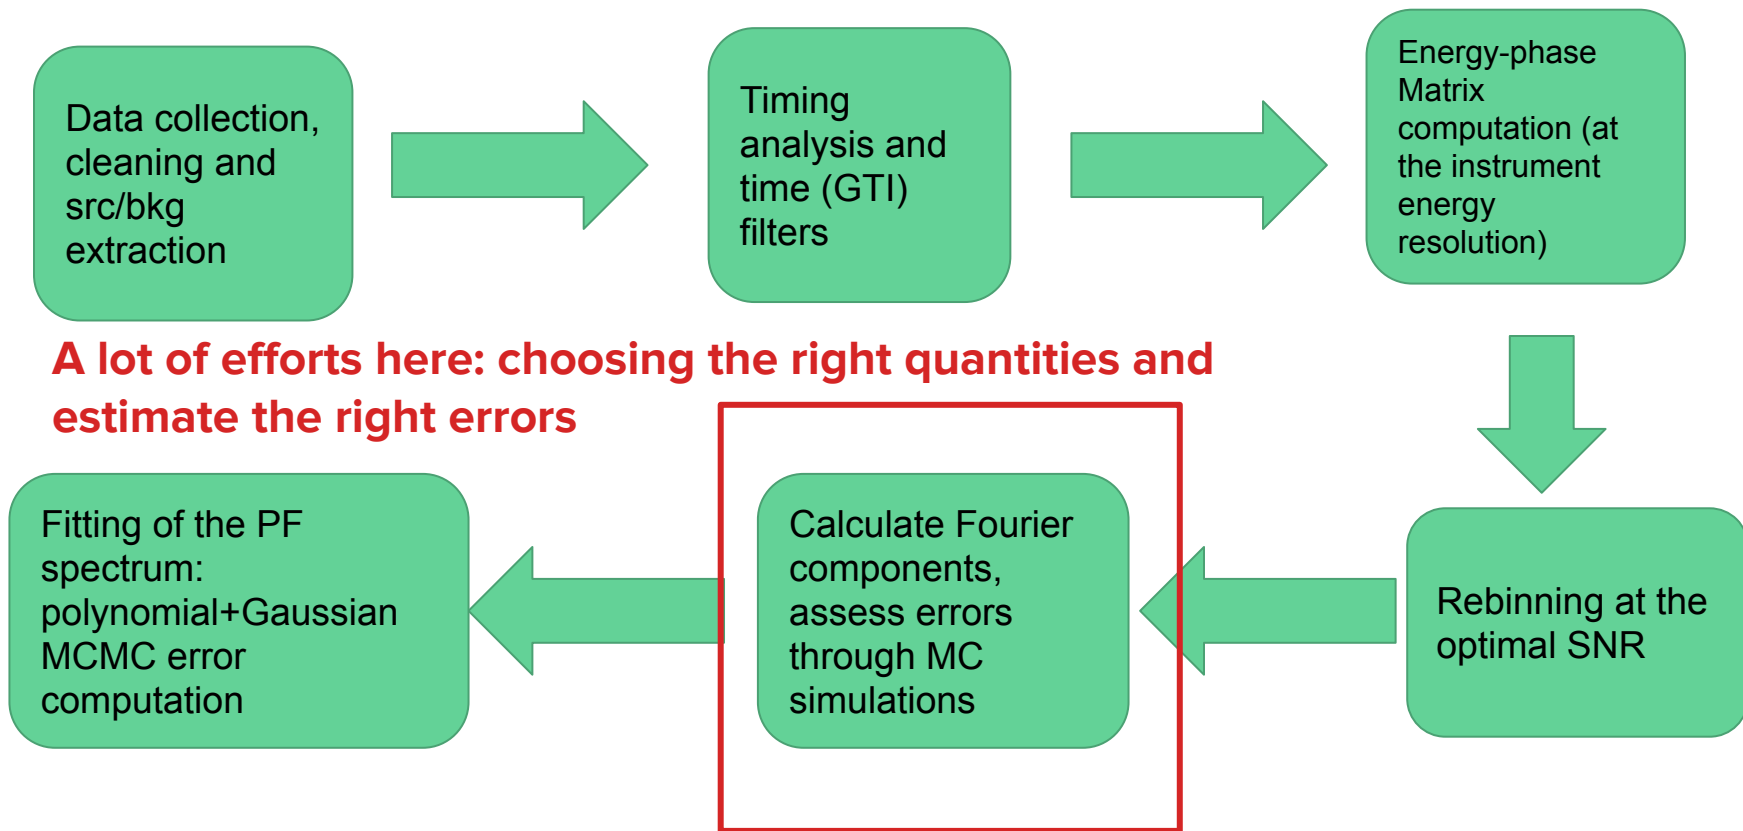 Data collection,
cleaning and
src/bkg
extraction
Timing
analysis and
time (GTI)
filters
Energy-phase
Matrix
computation (at
the instrument
energy
resolution)
A lot of efforts here: choosing the right quantities and
estimate the right errors
Rebinning at the
optimal SNR
Calculate Fourier
components,
assess errors
through MC
simulations
Fitting of the PF
spectrum:
polynomial+Gaussian
MCMC error
computation